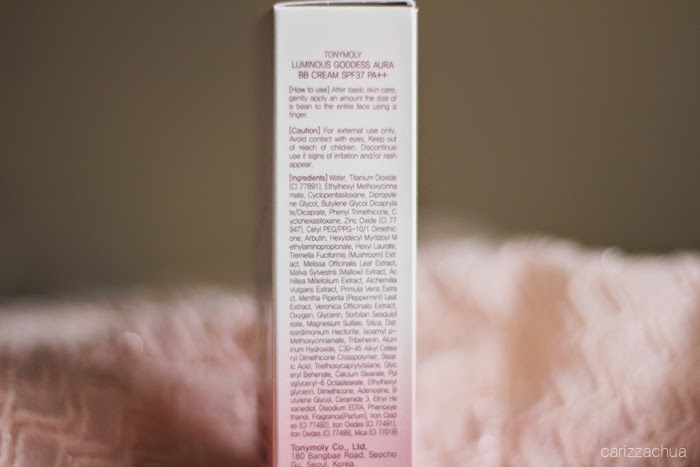 TONYMOLY
LUMINOUS GODDESS AURA
BB CREAM SPF37 PA++
[How to use] After basic skin care,
gently apply an amount the size of
a bean to the entire face using a
finger.
[Caution] For external use only.
Avoid contact with eyes. Keep out
of reach of children. Discontinue
use if signs of irritation and/or rash
appear.
[Ingredients] Water, Titanium Dioxide
(CI 77891), Ethylhexyl Methoxycinna
mate, Cyclopentasiloxane, Dipropyle
ne Glycol, Butylene Glycol Dicapryla
te/Dicaprate, Phenyl Trimethicone, C
yclohexasiloxane, Zinc Oxide (CI 77
947), Cetyl PEG/PPG-10/1 Dimethic
one, Arbutin, Hexyldecyl Myristoyl M
ethylaminopropionate, Hexyl Laurate,
Tremella Fuciformis (Mushroom) Extr
act, Melissa Officinalis Leaf Extract,
Malva Sylvestris (Mallow) Extract, Ac
hillea Millefolium Extract, Alchemilla
Vulgaris Extract, Primula Veris Extra
ct, Mentha Piperita (Peppermint) Leaf
Extract, Veronica Officinalis Extract,
Oxygen, Glycerin, Sorbitan Sesquiol
eate, Magnesium Sulfate, Silica, Dist
eardimonium Hectorite, Isoamyl p-
Methoxycinnamate, Tribehenin, Alum
inum Hydroxide, C30-45 Alkyl Cetea
ryl Dimethicone Crosspolymer, Stear
ic Acid, Triethoxycaprylylsilane, Glyc
eryl Behenate, Calcium Stearate, Pol
yglyceryl-6 Octastearate, Ethylhexyl
glycerin, Dimethicone, Adenosine, B
utylene Glycol, Ceramide 3, Ethyl He
xanediol, Disodium EDTA, Phenoxye
thanol, Fragrance(Parfum), Iron Oxid
es (CI 77492), Iron Oxides (CI 77491),
Iron Oxides (CI 77499), Mica (CI 77019)
Tonymoly Co., Ltd,
180 Bangbae Road, Seocho
Gu, Seoul, Korea.
carizzachua